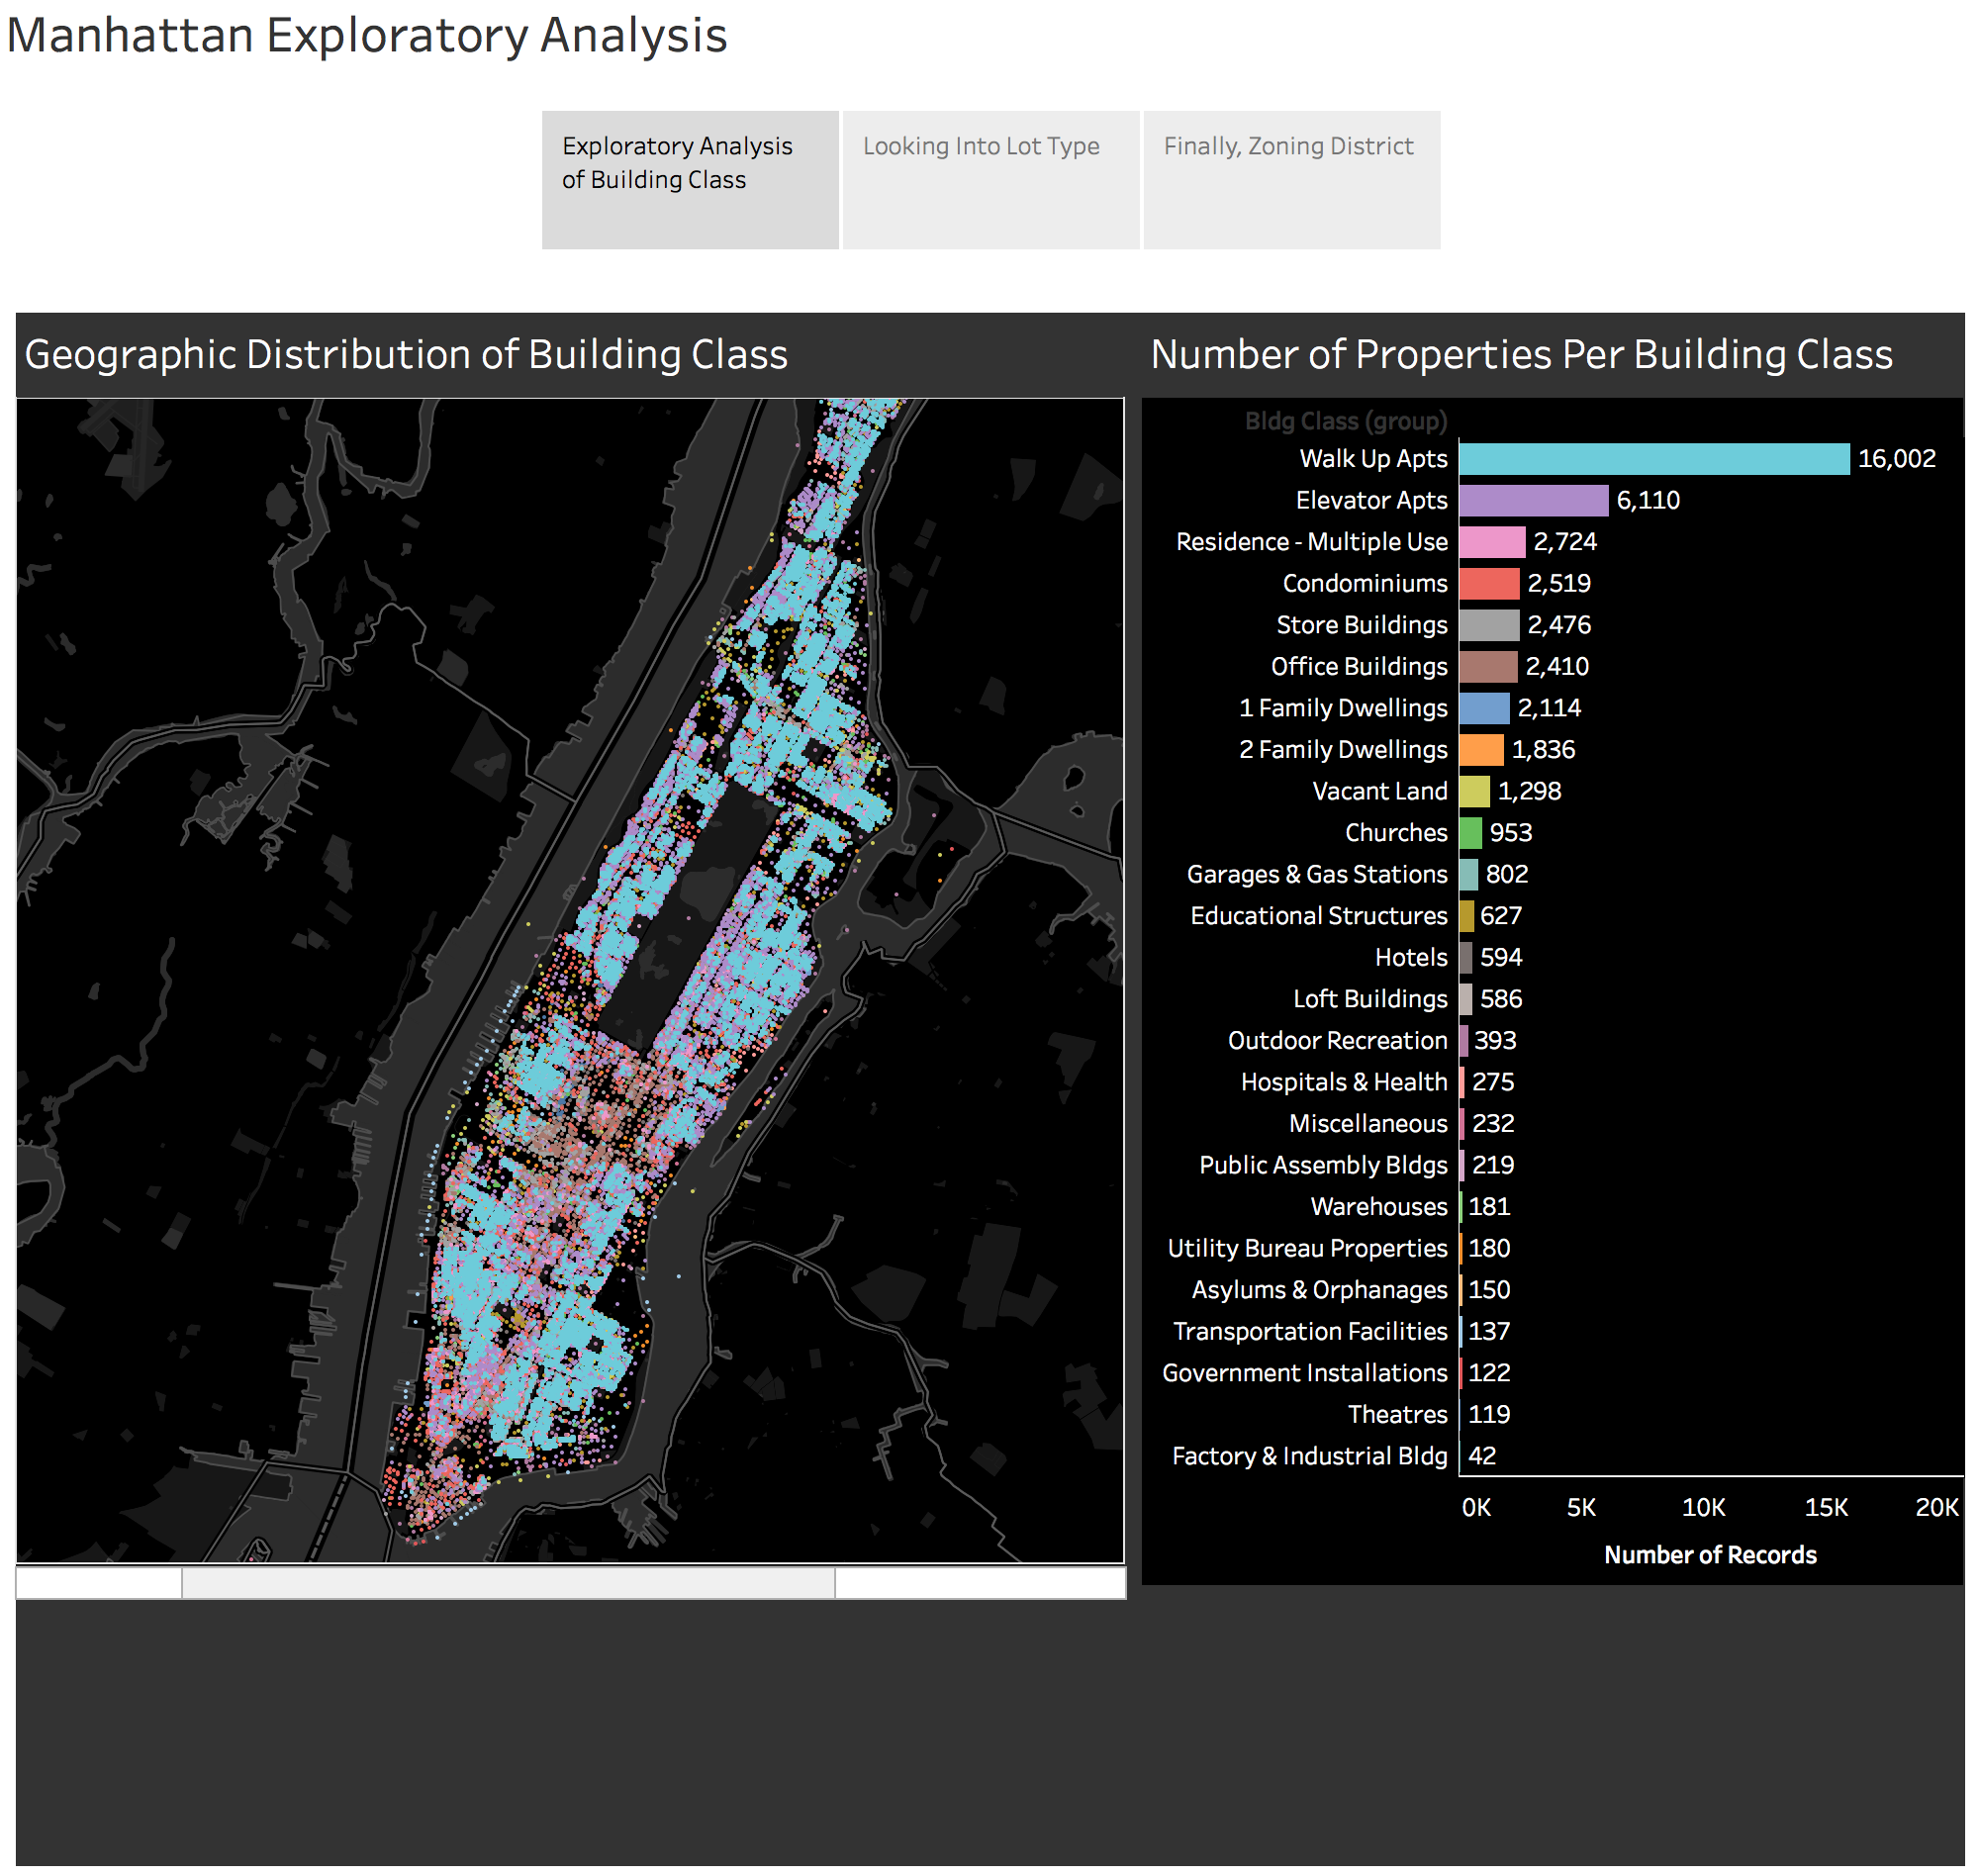 Manhattan Exploratory Analysis
Exploratory Analysis
of Building Class
Looking Into Lot Type
Finally, Zoning District
Geographic Distribution of Building Class
Number of Properties Per Building Class
Bldg Class (group)
Walk Up Apts 16,002
Elevator Apts 6,110
Residence - Multiple Use 2,724
Condominiums 2,519
Store Buildings 2,476
Office Buildings 2,410
1 Family Dwellings 2,114
2 Family Dwellings 1,836
Vacant Land 1,298
Churches 953
Garages & Gas Stations 802
Educational Structures 627
Hotels 594
Loft Buildings 586
Outdoor Recreation 393
Hospitals & Health 275
Miscellaneous 232
Public Assembly Bldgs 219
Warehouses 181
Utility Bureau Properties 180
Asylums & Orphanages 150
Transportation Facilities 137
Government Installations 122
Theatres 119
Factory & Industrial Bldg 42
0K 5K 10K 15K 20K
Number of Records